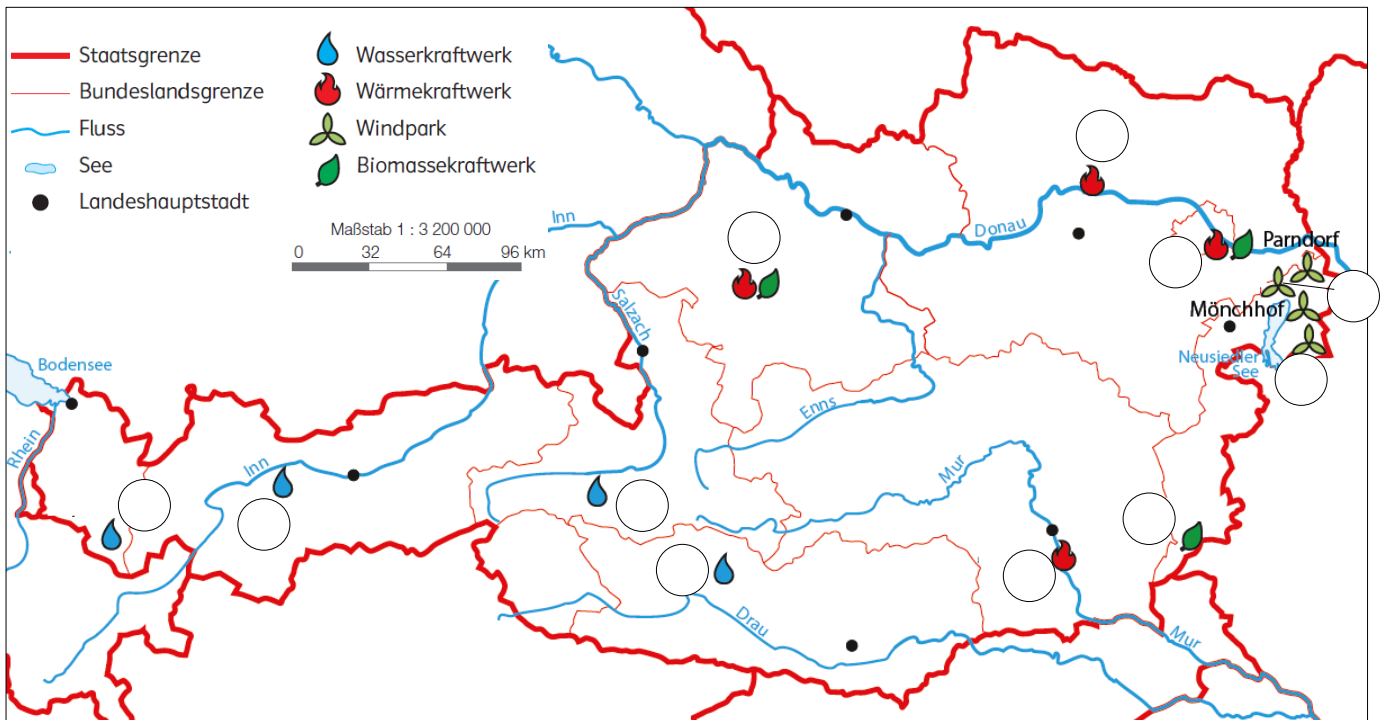 Staatsgrenze
Bundeslandsgrenze
Fluss
See
Landeshauptstadt
Wasserkraftwerk
Wärmekraftwerk
Windpark
Biomassekraftwerk
Maßstab 1 : 3 200 000
0 32 64 96 km
Inn
Salzach
Donau
Parndorf
Mönchhof
Neusiedler
See
Bodensee
Rhein
Inn
Enns
Mur
Drau
Mur